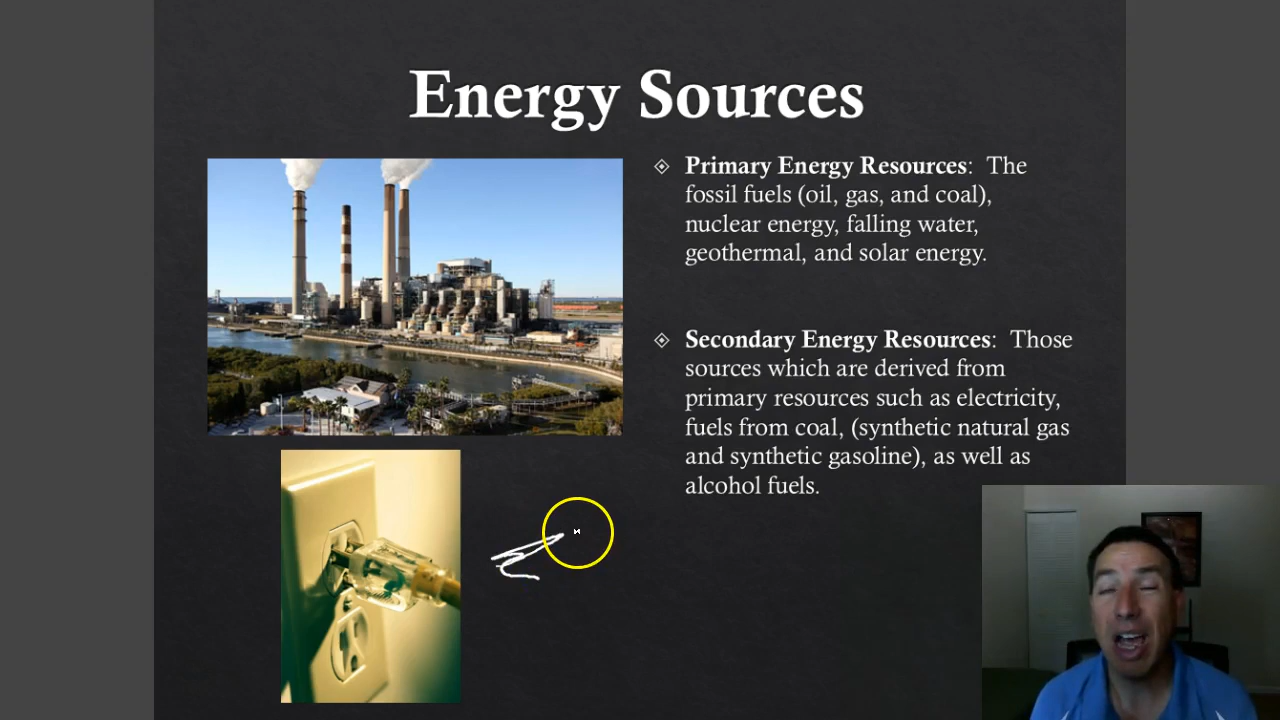 Energy Sources
Primary Energy Resources:  The
fossil fuels (oil, gas, and coal),
nuclear energy, falling water,
geothermal, and solar energy.
Secondary Energy Resources:  Those
sources which are derived from
primary resources such as electricity,
fuels from coal, (synthetic natural gas
and synthetic gasoline), as well as
alcohol fuels.